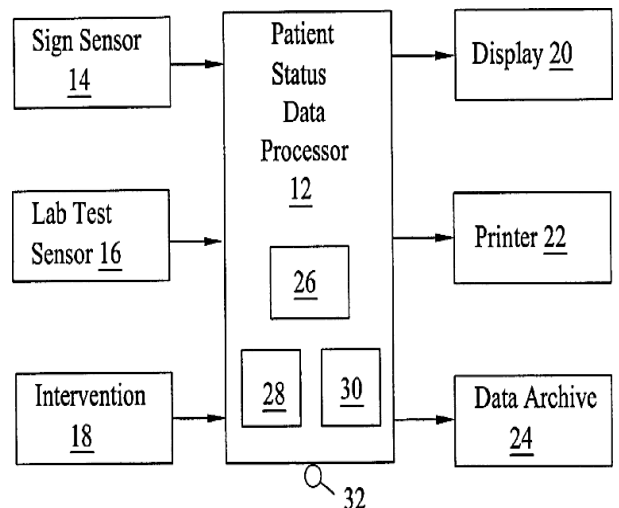 Sign Sensor
14
Patient
Status
Data
Processor
12
Display 20
Lab Test
Sensor 16
Printer 22
26
28
30
Intervention
18
Data Archive
24
32